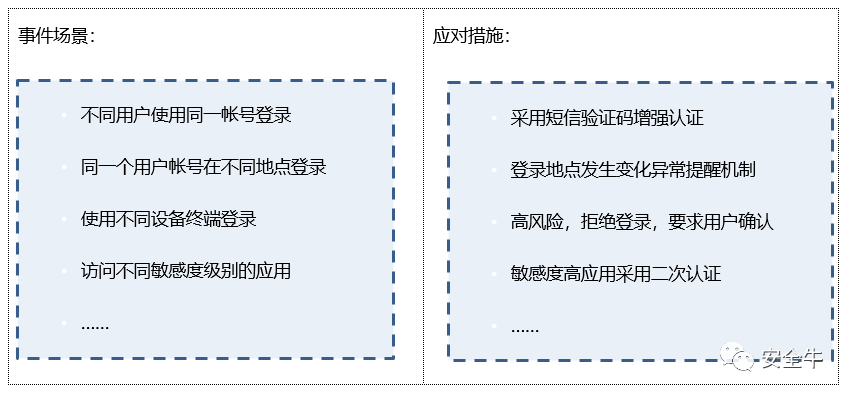 事件场景：
不同用户使用同一帐号登录
同一个用户帐号在不同地点登录
使用不同设备终端登录
访问不同敏感度级别的应用
……
应对措施：
采用短信验证码增强认证
登录地点发生变化异常提醒机制
高风险，拒绝登录，要求用户确认
敏感度高应用采用二次认证
……
安全牛